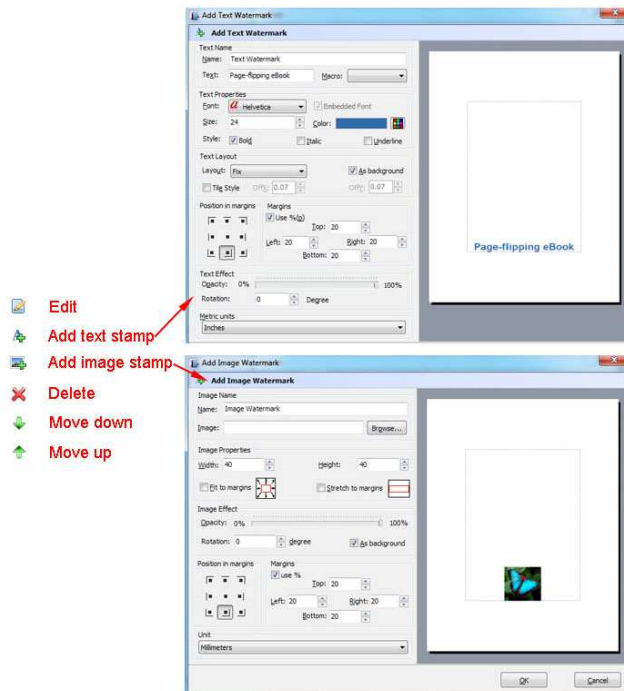 Add Text Watermark
Add Text Watermark
Text Name
Name: Text Watermark
Text: Page-flipping eBook Macro:
Text Properties
Font: a Helvetica Embedded Font
Size: 24 Color:
Style: Bold Italic Underline
Text Layout
Layout: Fix As background
Tile Style 0.07 0.07
Position in margins Margins
Use %(g)
Top: 20
Left: 20 Right: 20
Bottom: 20
Page-flipping eBook
Text Effect
Opacity: 0% 100%
Rotation: 0 Degree
Metric units
Inches
Edit
Add text stamp
Add image stamp
Delete
Move down
Move up
Add Image Watermark
Add Image Watermark
Image Name
Name: Image Watermark
Image: Browse...
Image Properties
Width: 40 Height: 40
Fit to margins Stretch to margins
Image Effect
Opacity: 0% 100%
Rotation: 0 degree As background
Position in margins Margins
use %
Top: 20
Left: 20 Right: 20
Bottom: 20
Unit
Millimeters
OK Cancel